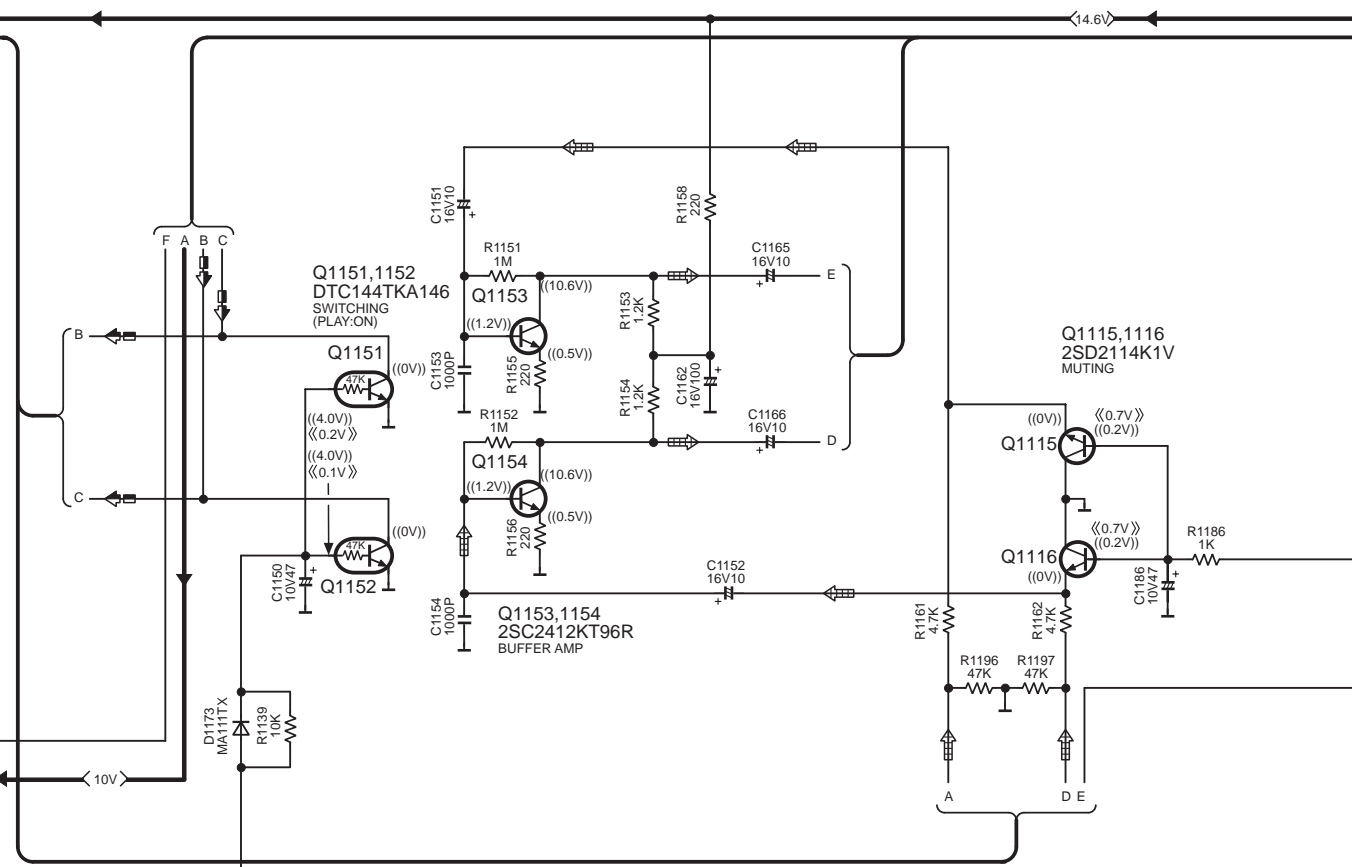 14.6V
F A B C
C1151
16V10
+
R1158
220
R1151
1M
C1165
16V10
+
E
Q1151,1152
DTC144TKA146
SWITCHING
(PLAY:ON)
Q1153
((10.6V))
((1.2V))
((0.5V))
R1153
1.2K
B
Q1151
47K
((0V))
C1153
1000P
R1155
220
R1154
1.2K
C1162
16V100
+
Q1115,1116
2SD2114K1V
MUTING
((4.0V))
《0.2V》
((4.0V))
《0.1V》
R1152
1M
C1166
16V10
+
D
((0V))
《0.7V》
((0.2V))
Q1115
Q1154
((10.6V))
((1.2V))
((0.5V))
C
((0V))
R1156
220
47K
Q1152
C1150
10V47
+
《0.7V》
((0.2V))
R1186
1K
Q1116
((0V))
C1186
10V47
+
C1152
16V10
+
C1154
1000P
Q1153,1154
2SC2412KT96R
BUFFER AMP
R1161
4.7K
R1162
4.7K
R1196
47K
R1197
47K
D1173
MA111TX
R1139
10K
10V
A
D E